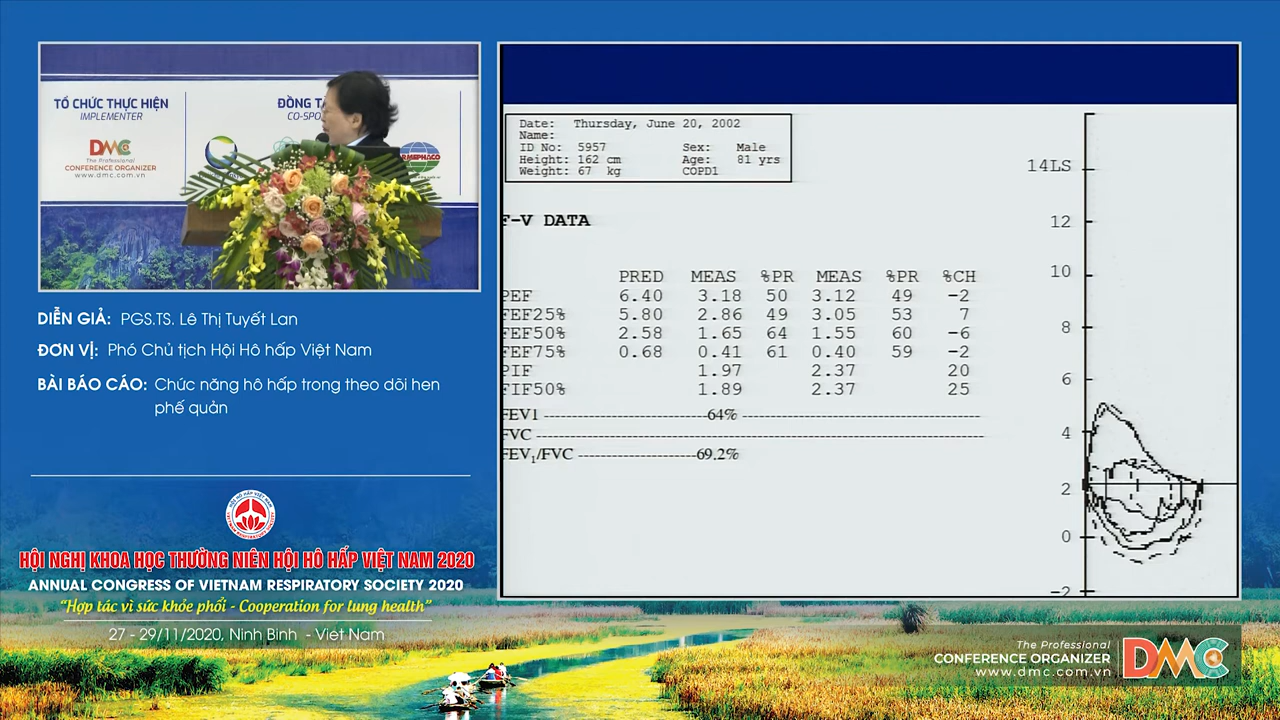 TỔ CHỨC THỰC HIỆN
IMPLEMENTER
DMC
The Professional
CONFERENCE ORGANIZER
www.dmc.com.vn
ĐỒNG TÀ
CO-SPO
DIỄN GIẢ: PGS.TS. Lê Thị Tuyết Lan
ĐƠN VỊ: Phó Chủ tịch Hội Hô hấp Việt Nam
BÀI BÁO CÁO: Chức năng hô hấp trong theo dõi hen
phế quản
HỘI NGHỊ KHOA HỌC THƯỜNG NIÊN HỘI HÔ HẤP VIỆT NAM 2020
ANNUAL CONGRESS OF VIETNAM RESPIRATORY SOCIETY 2020
“Hợp tác vì sức khỏe phổi - Cooperation for lung health”
27 - 29/11/2020, Ninh Bình - Việt Nam
Date: Thursday, June 20, 2002
Name:
ID No: 5957 Sex: Male
Height: 162 cm Age: 81 yrs
Weight: 67 kg COPD1
F-V DATA
PRED MEAS %PR MEAS %PR %CH
PEF 6.40 3.18 50 3.12 49 -2
FEF25% 5.80 2.86 49 3.05 53 7
FEF50% 2.58 1.65 64 1.55 60 -6
FEF75% 0.68 0.41 61 0.40 59 -2
PIF 1.97 2.37 20
FIF50% 1.89 2.37 25
FEV1 ----------------------------------64% --------------------------------------------------
FVC ------------------------------------------------------------------------------------------
FEV₁/FVC ------------------------69.2%
14LS
12
10
8
6
4
2
0
-2
The Professional
CONFERENCE ORGANIZER
www.dmc.com.vn
DMC